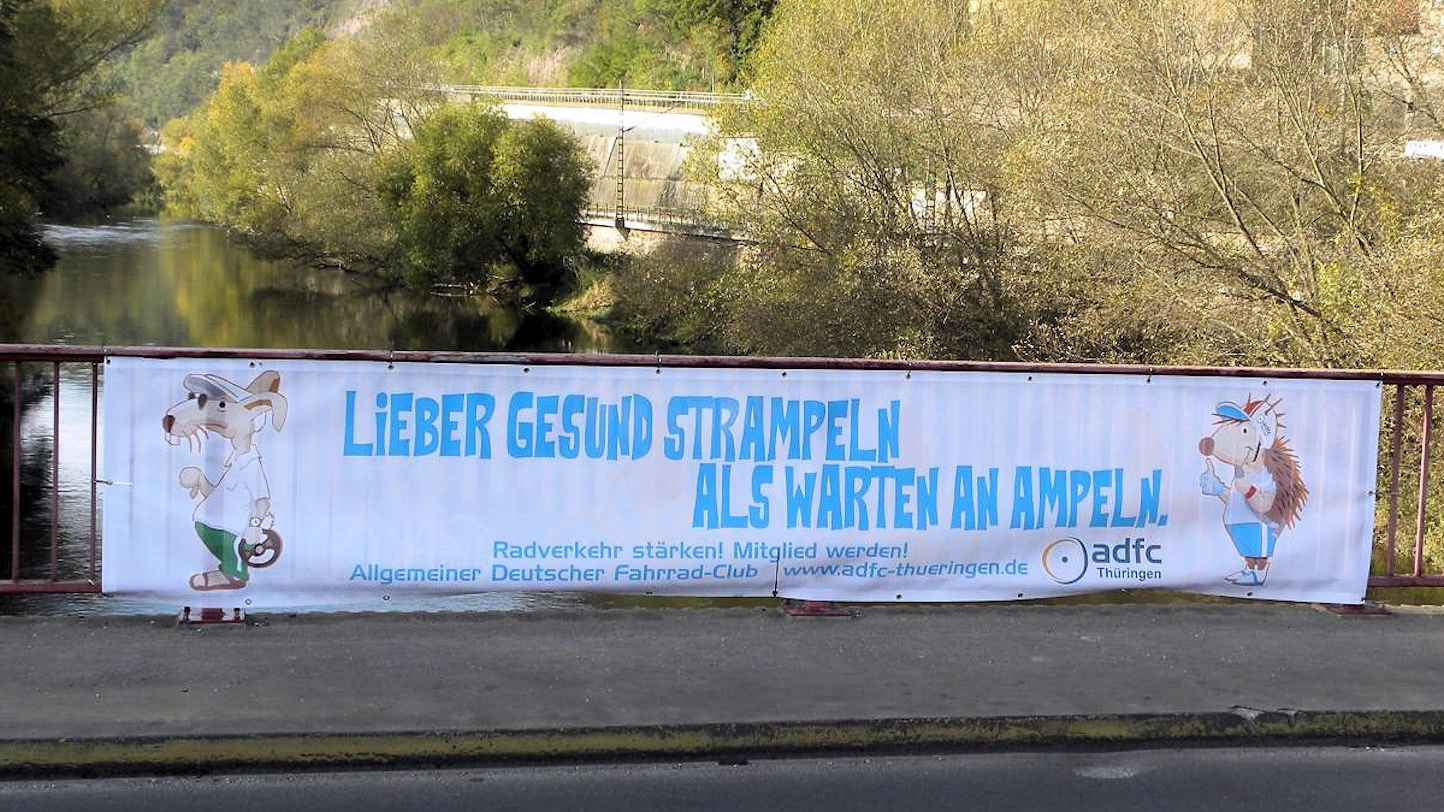 LiEBER GESUND STRAMPELN
ALS WARTEN AN AMPELN.
Radverkehr stärken! Mitglied werden!
Allgemeiner Deutscher Fahrrad-Club www.adfc-thueringen.de
adfc
Thüringen